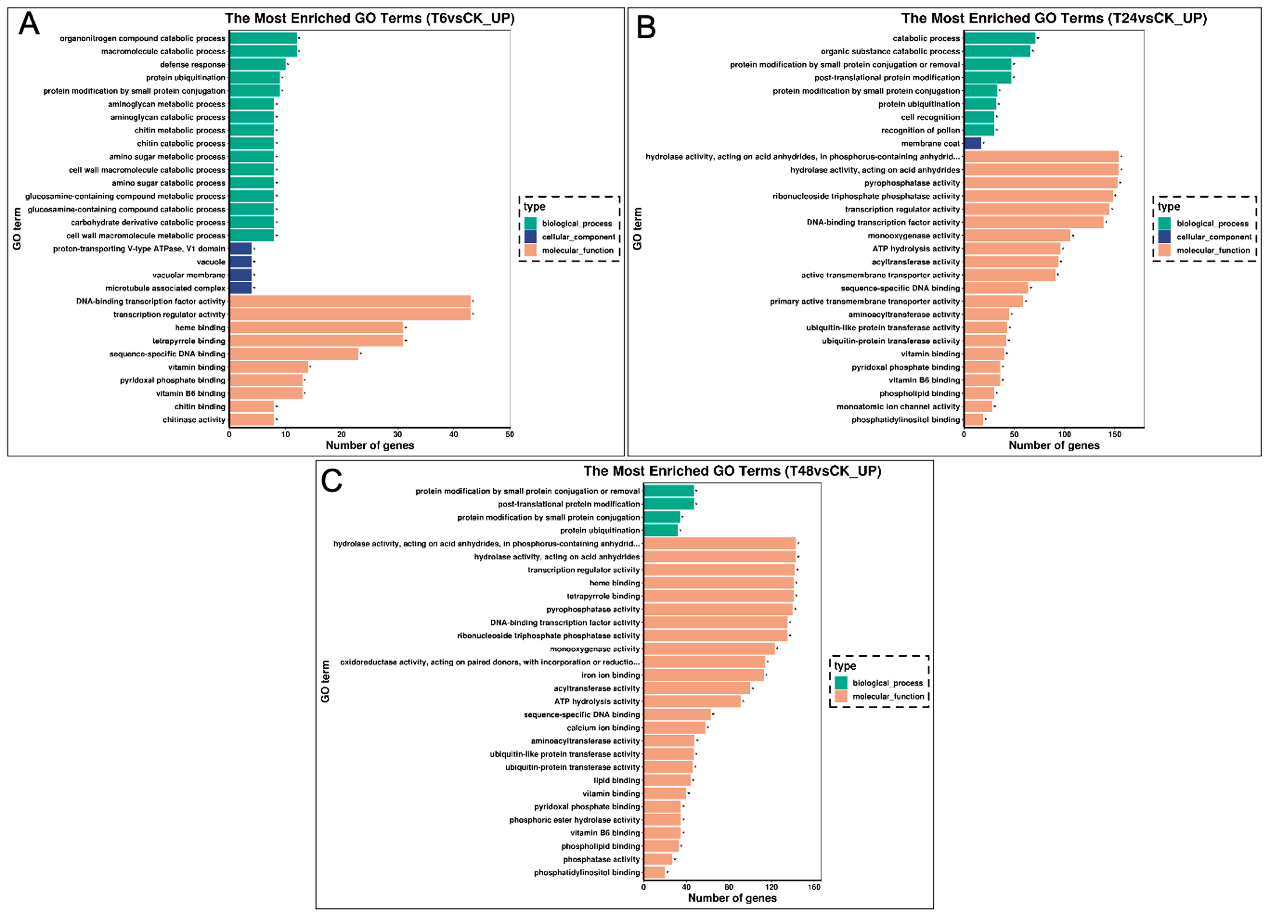 A
The Most Enriched GO Terms (T6vsCK_UP)
organonitrogen compound catabolic process
macromolecule catabolic process
defense response
protein ubiquitination
protein modification by small protein conjugation
aminoglycan metabolic process
aminoglycan catabolic process
chitin metabolic process
chitin catabolic process
amino sugar metabolic process
cell wall macromolecule catabolic process
amino sugar catabolic process
glucosamine-containing compound metabolic process
glucosamine-containing compound catabolic process
carbohydrate derivative catabolic process
cell wall macromolecule metabolic process
proton-transporting V-type ATPase, V1 domain
vacuole
vacuolar membrane
microtubule associated complex
DNA-binding transcription factor activity
transcription regulator activity
heme binding
tetrapyrrole binding
sequence-specific DNA binding
vitamin binding
pyridoxal phosphate binding
vitamin B6 binding
chitin binding
chitinase activity
GO term
0 10 20 30 40 50
Number of genes
type
biological_process
cellular_component
molecular_function
B
The Most Enriched GO Terms (T24vsCK_UP)
catabolic process
organic substance catabolic process
protein modification by small protein conjugation or removal
post-translational protein modification
protein modification by small protein conjugation
protein ubiquitination
cell recognition
recognition of pollen
membrane coat
hydrolase activity, acting on acid anhydrides, in phosphorus-containing anhydrid...
hydrolase activity, acting on acid anhydrides
pyrophosphatase activity
ribonucleoside triphosphate phosphatase activity
transcription regulator activity
DNA-binding transcription factor activity
monooxygenase activity
ATP hydrolysis activity
acyltransferase activity
active transmembrane transporter activity
sequence-specific DNA binding
primary active transmembrane transporter activity
aminoacyltransferase activity
ubiquitin-like protein transferase activity
ubiquitin-protein transferase activity
vitamin binding
pyridoxal phosphate binding
vitamin B6 binding
phospholipid binding
monoatomic ion channel activity
phosphatidylinositol binding
GO term
0 50 100 150
Number of genes
type
biological_process
cellular_component
molecular_function
C
The Most Enriched GO Terms (T48vsCK_UP)
protein modification by small protein conjugation or removal
post-translational protein modification
protein modification by small protein conjugation
protein ubiquitination
hydrolase activity, acting on acid anhydrides, in phosphorus-containing anhydrid...
hydrolase activity, acting on acid anhydrides
transcription regulator activity
heme binding
tetrapyrrole binding
pyrophosphatase activity
DNA-binding transcription factor activity
ribonucleoside triphosphate phosphatase activity
monooxygenase activity
oxidoreductase activity, acting on paired donors, with incorporation or reductio...
iron ion binding
acyltransferase activity
ATP hydrolysis activity
sequence-specific DNA binding
calcium ion binding
aminoacyltransferase activity
ubiquitin-like protein transferase activity
ubiquitin-protein transferase activity
lipid binding
vitamin binding
pyridoxal phosphate binding
phosphoric ester hydrolase activity
vitamin B6 binding
phospholipid binding
phosphatase activity
phosphatidylinositol binding
GO term
0 40 80 120 160
Number of genes
type
biological_process
molecular_function